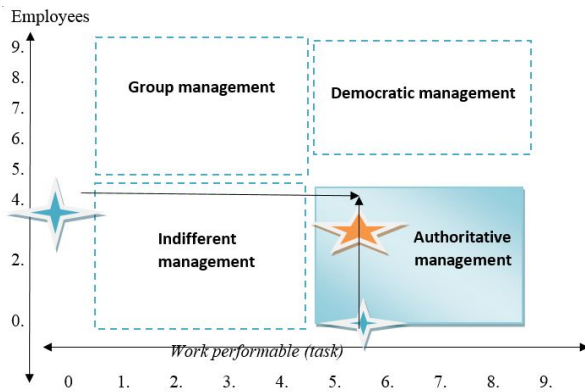 Employees
9.
8.
7.
6.
5.
4.
2.
0.
Group management
Democratic management
Indifferent
management
Authoritative
management
Work performable (task)
0 1. 2. 3. 4. 5. 6. 7. 8. 9.